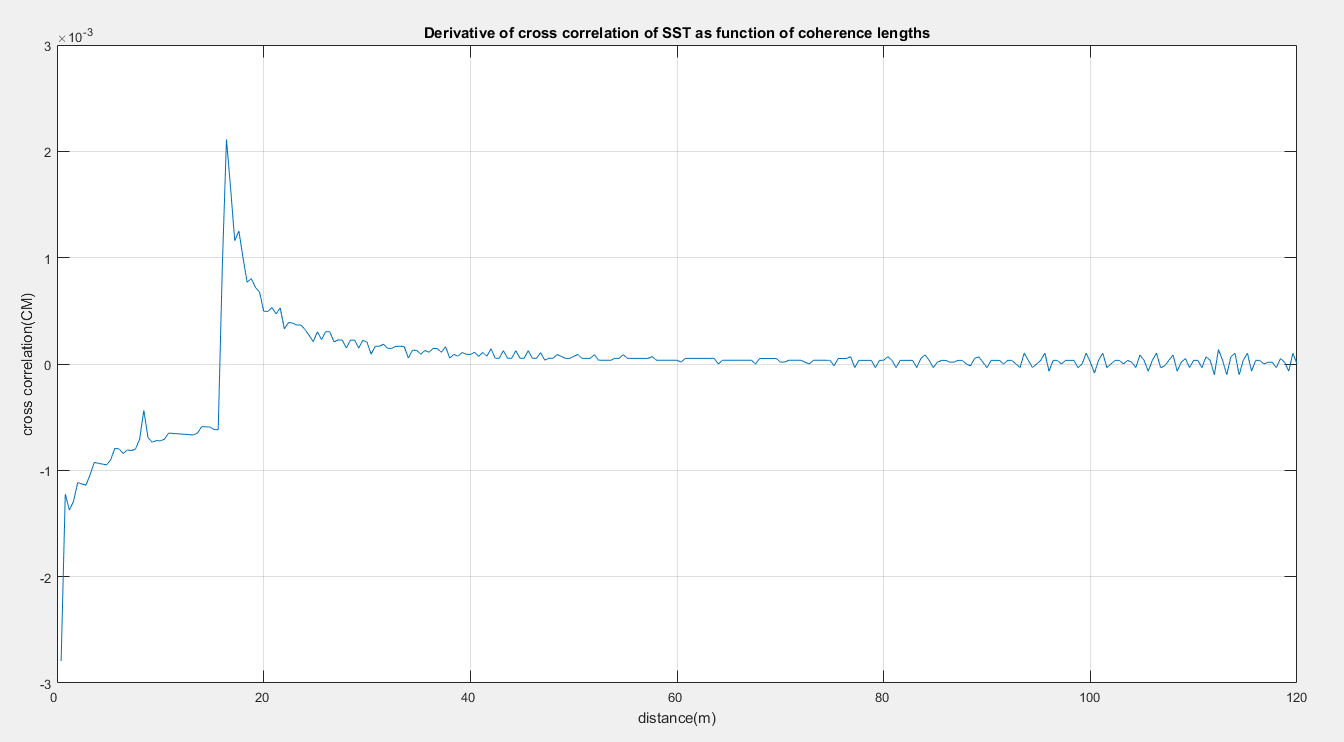 Derivative of cross correlation of SST as function of coherence lengths
×10-3
3
2
1
0
-1
-2
-3
cross correlation(CM)
0 20 40 60 80 100 120
distance(m)